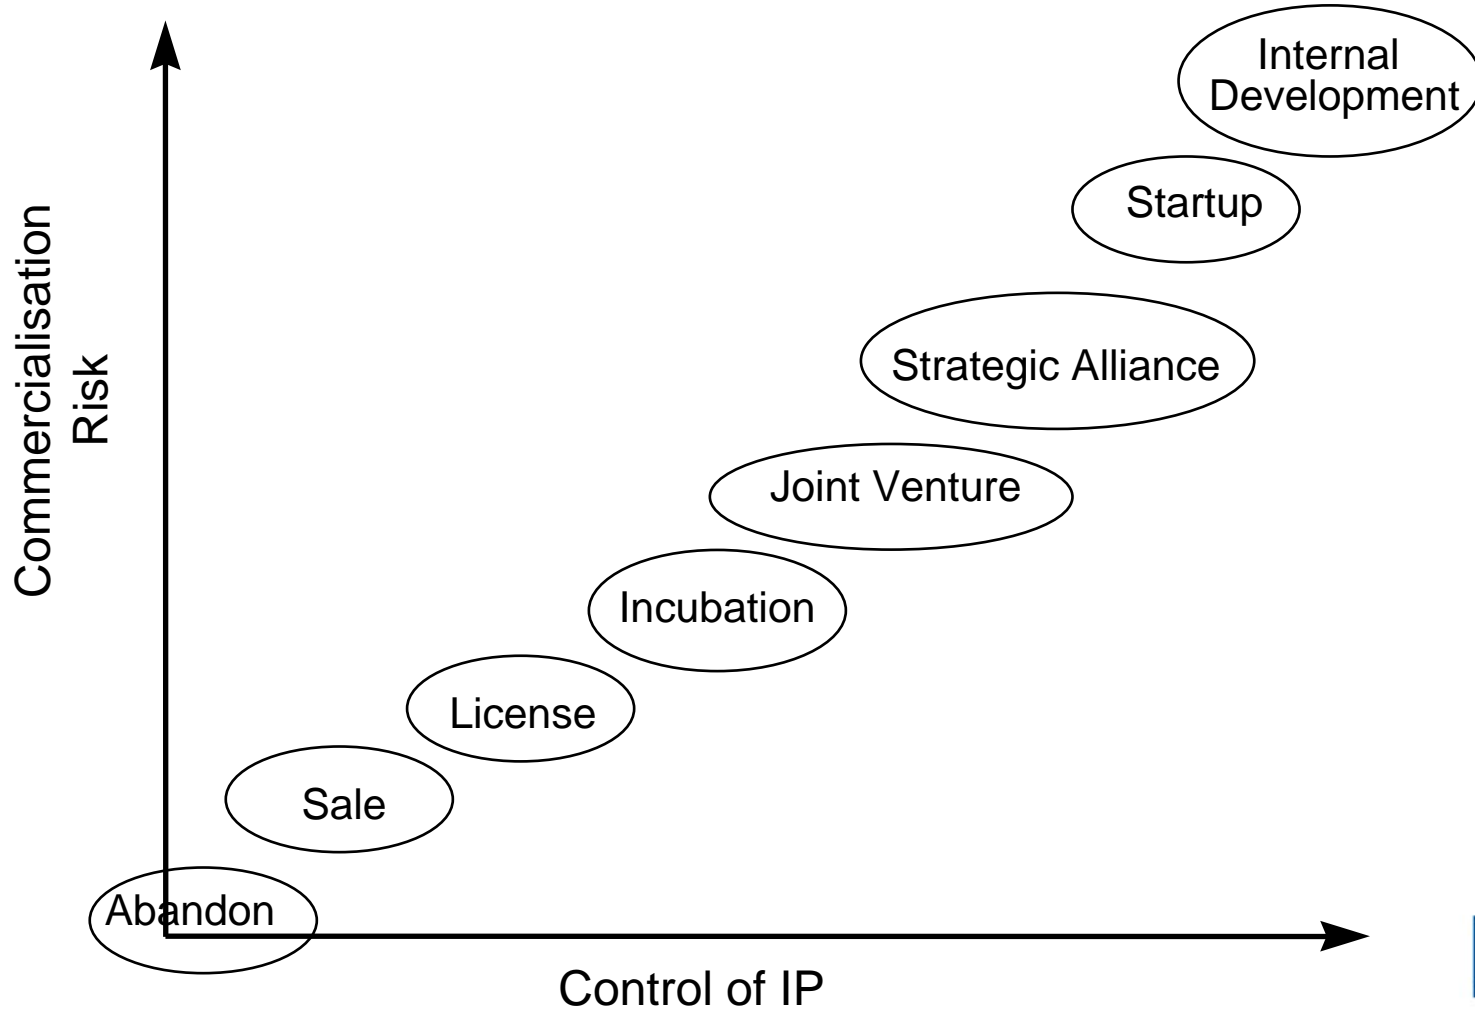 Internal
Development
Startup
Strategic Alliance
Joint Venture
Incubation
License
Sale
Abandon
Commercialisation
Risk
Control of IP